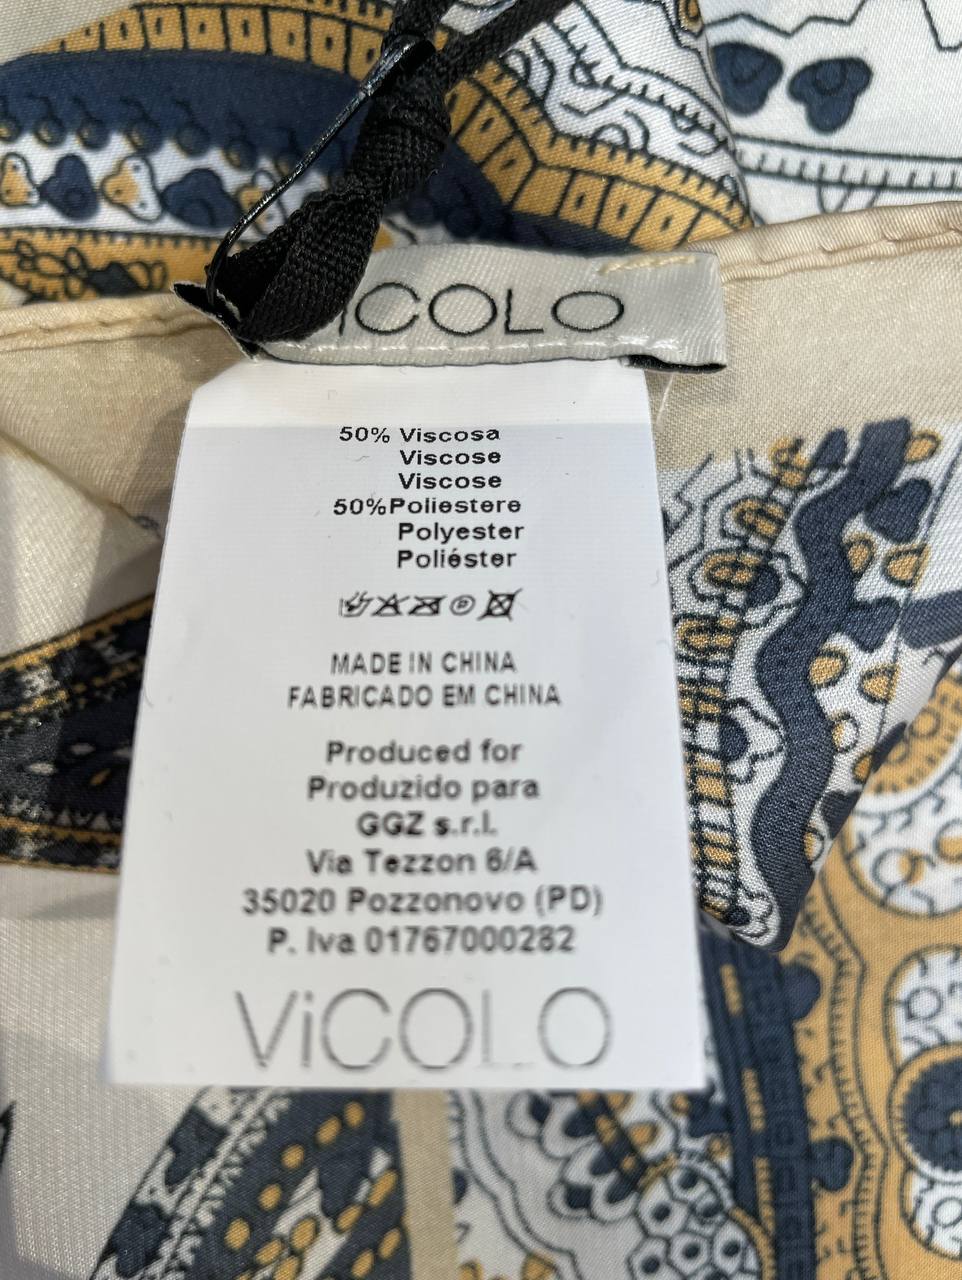 ViCOLO
50% Viscosa
Viscose
Viscose
50%Poliestere
Polyester
Poliéster
MADE IN CHINA
FABRICADO EM CHINA
Produced for
Produzido para
GGZ s.r.l.
Via Tezzon 6/A
35020 Pozzonovo (PD)
P. Iva 01767000282
ViCOLO